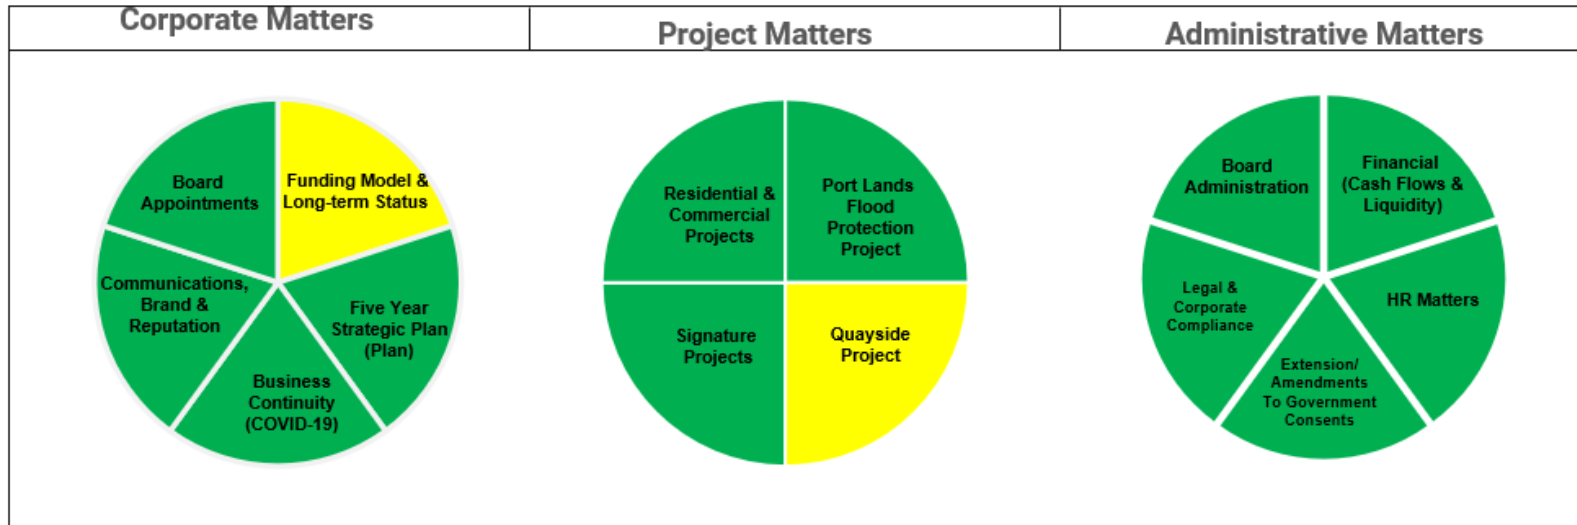 Corporate Matters
Project Matters
Administrative Matters
Board
Appointments
Funding Model &
Long-term Status
Communications,
Brand &
Reputation
Five Year
Strategic Plan
(Plan)
Business
Continuity
(COVID-19)
Residential &
Commercial
Projects
Port Lands
Flood
Protection
Project
Signature
Projects
Quayside
Project
Board
Administration
Financial
(Cash Flows &
Liquidity)
Legal &
Corporate
Compliance
HR Matters
Extension/
Amendments
To Government
Consents